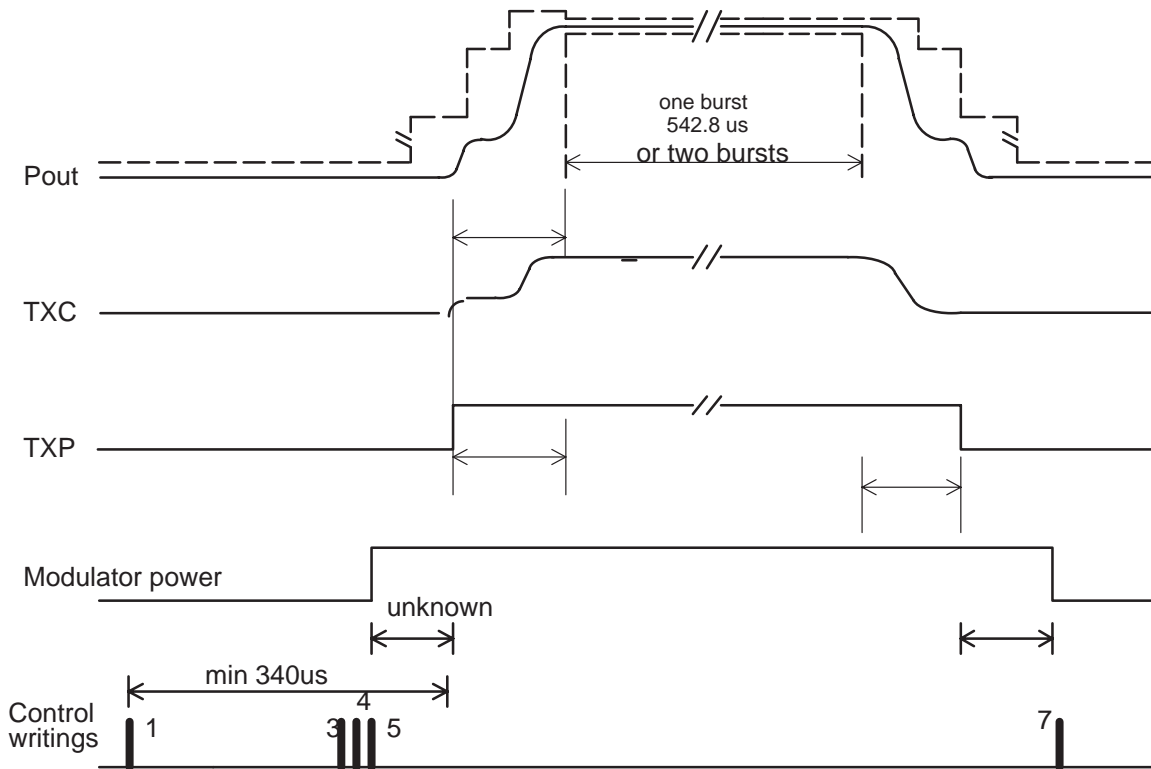 one burst
542.8 us
or two bursts
Pout
TXC
TXP
Modulator power
unknown
min 340us
4
Control
writings
1
3
5
7